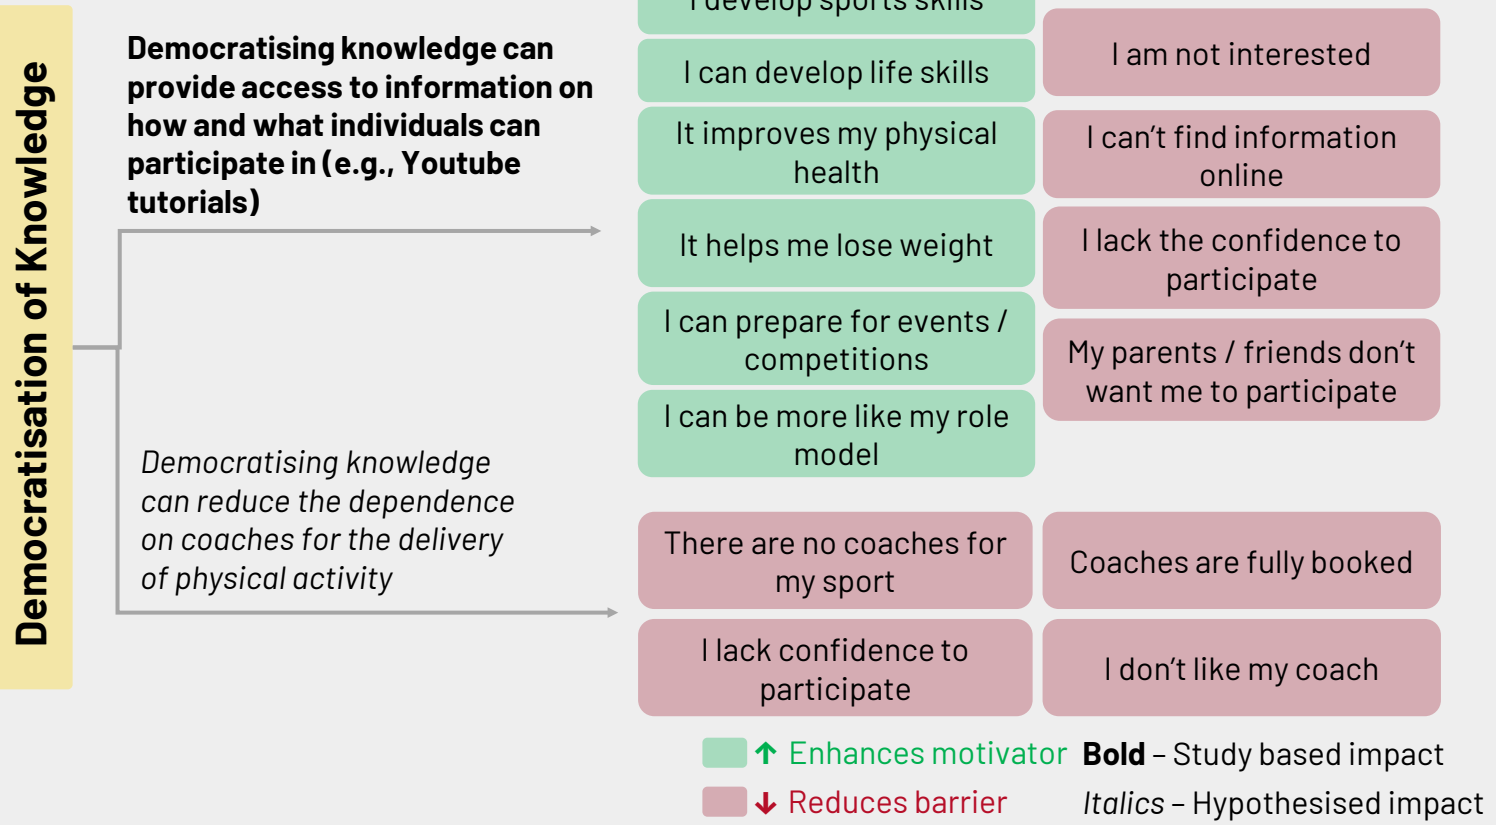 Democratisation of Knowledge
Democratising knowledge can
provide access to information on
how and what individuals can
participate in (e.g., Youtube
tutorials)
I develop sports skills
I can develop life skills
It improves my physical
health
It helps me lose weight
I can prepare for events /
competitions
I can be more like my role
model
I am not interested
I can't find information
online
I lack the confidence to
participate
My parents / friends don't
want me to participate
Democratising knowledge
can reduce the dependence
on coaches for the delivery
of physical activity
There are no coaches for
my sport
Coaches are fully booked
I lack confidence to
participate
I don't like my coach
↑ Enhances motivator
↓ Reduces barrier
Bold – Study based impact
Italics – Hypothesised impact